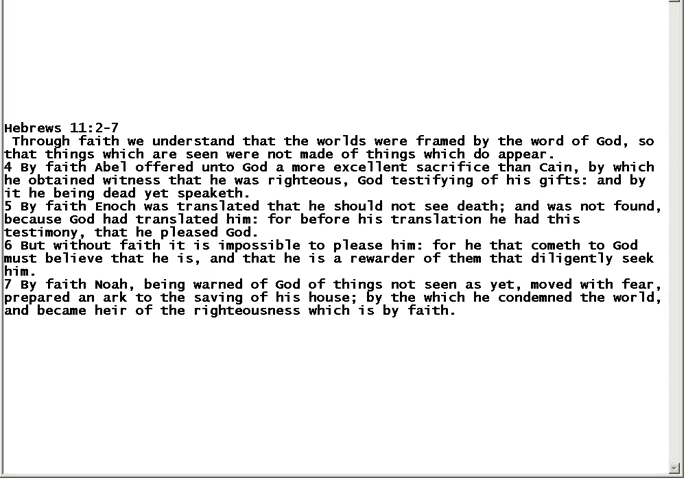 Hebrews 11:2-7
Through faith we understand that the worlds were framed by the word of God, so
that things which are seen were not made of things which do appear.
4 By faith Abel offered unto God a more excellent sacrifice than Cain, by which
he obtained witness that he was righteous, God testifying of his gifts: and by
it he being dead yet speaketh.
5 By faith Enoch was translated that he should not see death; and was not found,
because God had translated him: for before his translation he had this
testimony, that he pleased God.
6 But without faith it is impossible to please him: for he that cometh to God
must believe that he is, and that he is a rewarder of them that diligently seek
him.
7 By faith Noah, being warned of God of things not seen as yet, moved with fear,
prepared an ark to the saving of his house; by the which he condemned the world,
and became heir of the righteousness which is by faith.